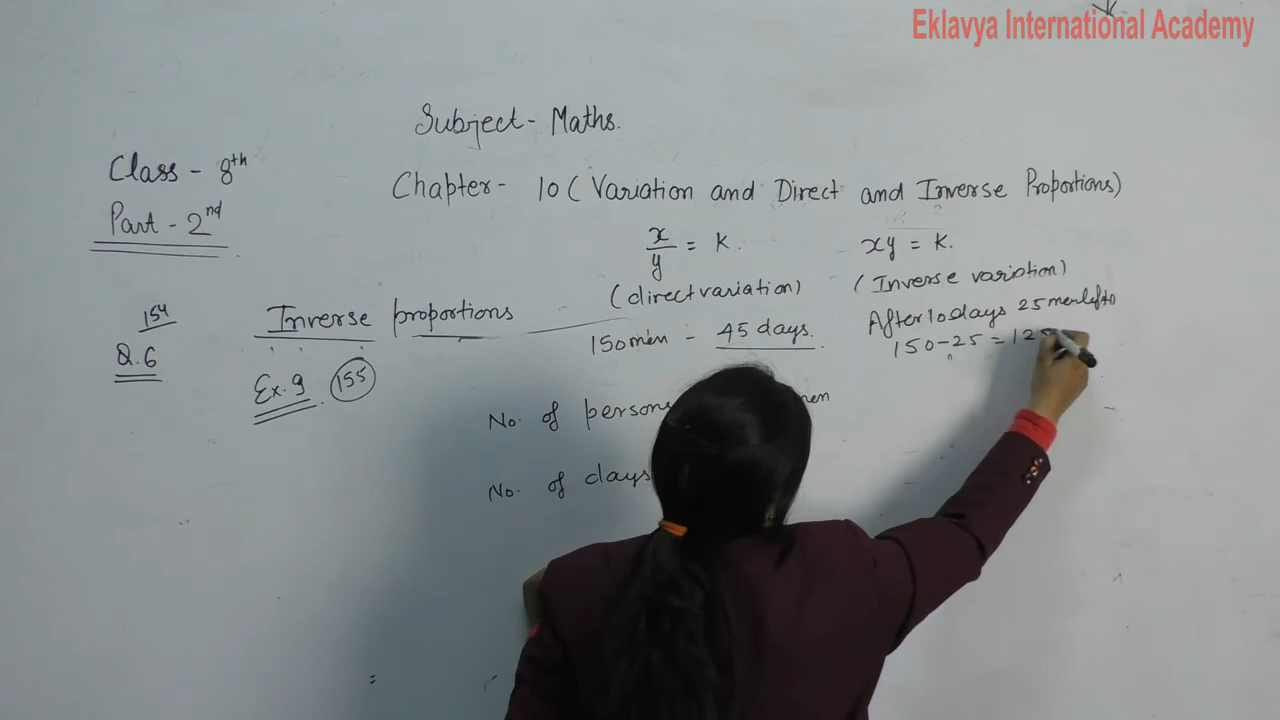 Eklavya International Academy
Subject - Maths.
Class - 8th
Part - 2nd
Chapter - 10 (Variation and Direct and Inverse Proportions)
x/y = K.
xy = K.
(direct variation)
(Inverse variation)
154
Q.6
Inverse proportions
Ex. 9 155
150 men - 45 days.
After 10 days 25 men left
150 - 25 = 12
No. of persons
men
No. of days